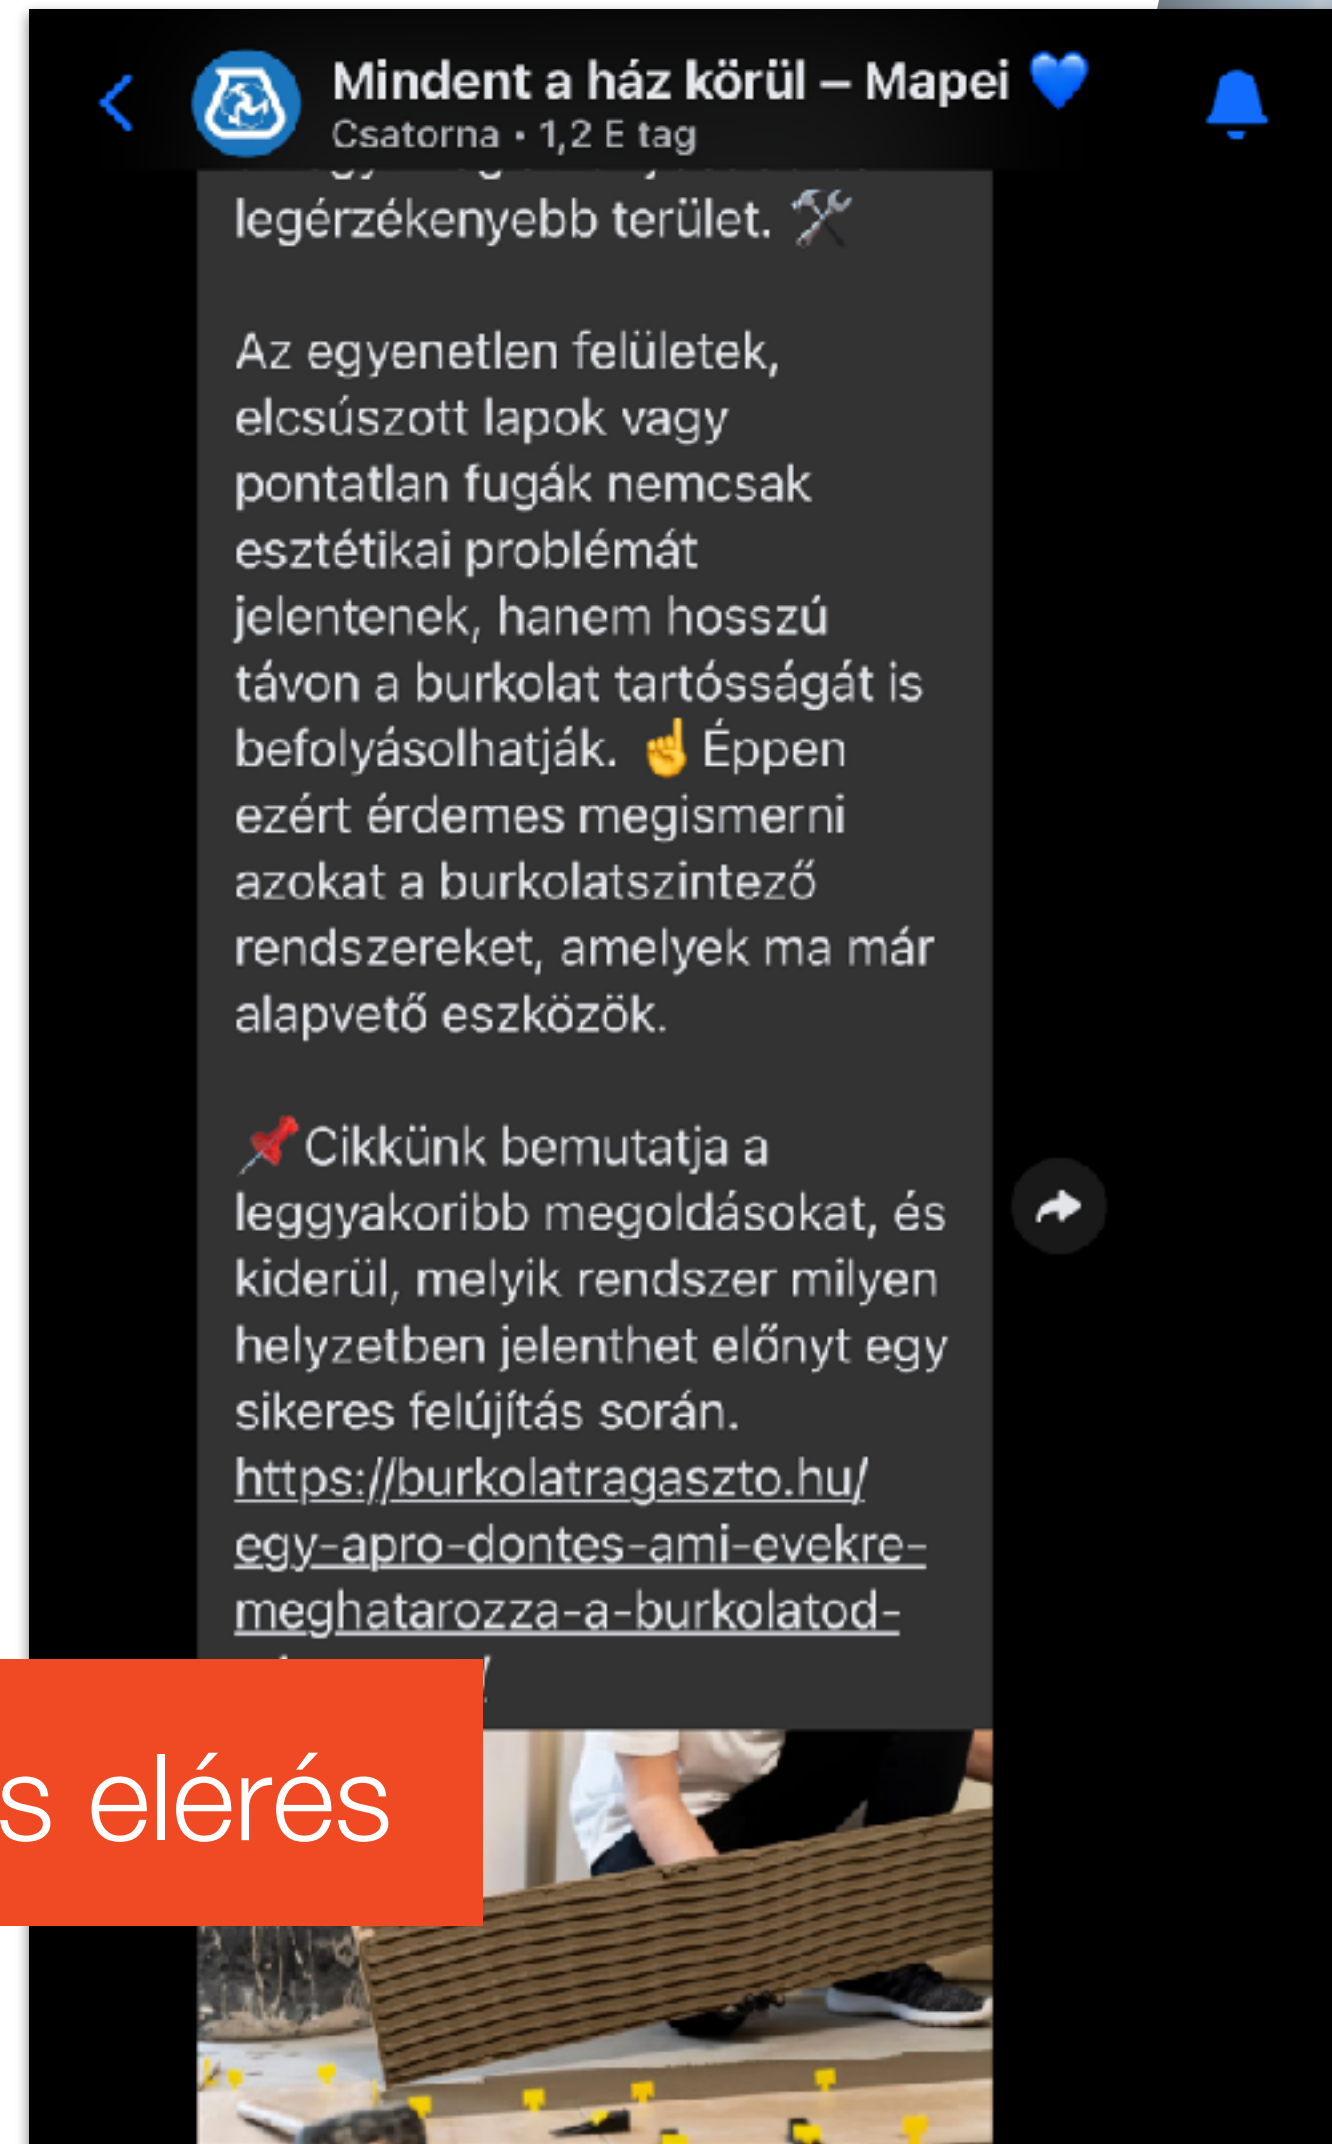 Mindent a ház körül – Mapei 💙
Csatorna • 1,2 E tag
legérzékenyebb terület. 🛠️
Az egyenetlen felületek,
elcsúszott lapok vagy
pontatlan fugák nemcsak
esztétikai problémát
jelentenek, hanem hosszú
távon a burkolat tartósságát is
befolyásolhatják. ☝️Éppen
ezért érdemes megismerni
azokat a burkolatszintező
rendszereket, amelyek ma már
alapvető eszközök.
📌Cikkünk bemutatja a
leggyakoribb megoldásokat, és
kiderül, melyik rendszer milyen
helyzetben jelenthet előnyt egy
sikeres felújítás során.
https://burkolatragaszto.hu/
egy-apro-dontes-ami-evekre-
meghatarozza-a-burkolatod-
s elérés